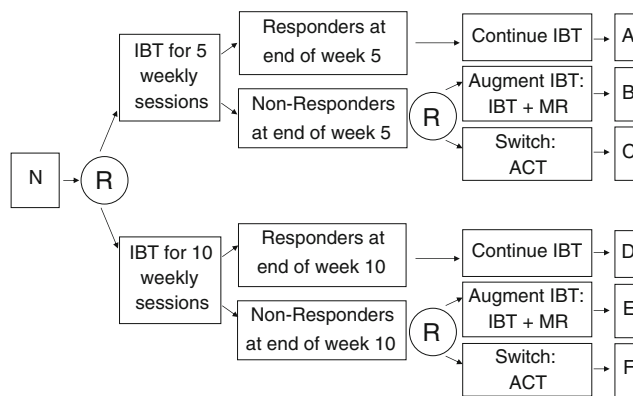 Responders at
end of week 5
Continue IBT
A
IBT for 5
weekly
sessions
Non-Responders
at end of week 5
R
Augment IBT:
IBT + MR
B
Switch:
ACT
C
N
R
IBT for 10
weekly
sessions
Responders at
end of week 10
Continue IBT
D
Non-Responders
at end of week 10
R
Augment IBT:
IBT + MR
E
Switch:
ACT
F